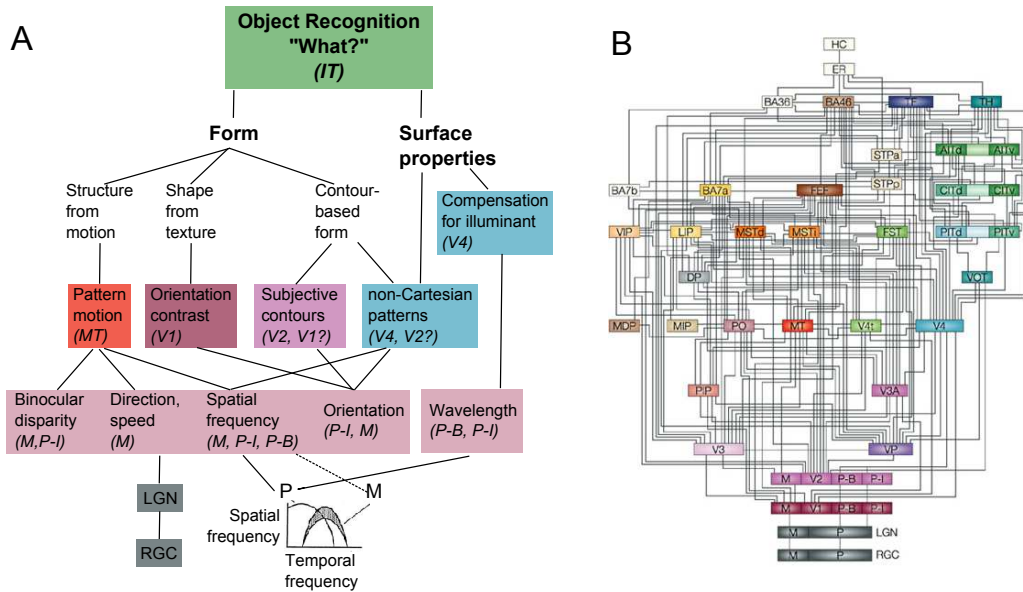 A
Object Recognition
"What?"
(IT)
Form
Surface
properties
Structure
from
motion
Shape
from
texture
Contour-
based
form
Compensation
for illuminant
(V4)
Pattern
motion
(MT)
Orientation
contrast
(V1)
Subjective
contours
(V2, V1?)
non-Cartesian
patterns
(V4, V2?)
Binocular
disparity
(M,P-I)
Direction,
speed
(M)
Spatial
frequency
(M, P-I, P-B)
Orientation
(P-I, M)
Wavelength
(P-B, P-I)
LGN
RGC
P
M
Spatial
frequency
Temporal
frequency
B
HC
ER
BA36 BA46 TF TH
STPa AITd AITv
BA7b BA7a FEF STPp CITd CITv
VIP LIP MSTd MSTl FST PITd PITv
DP VOT
MDP MIP PO MT V4t V4
PIP V3A
V3 VP
M V2 P-B P-I
M V1 P-B P-I
M P LGN
M P RGC